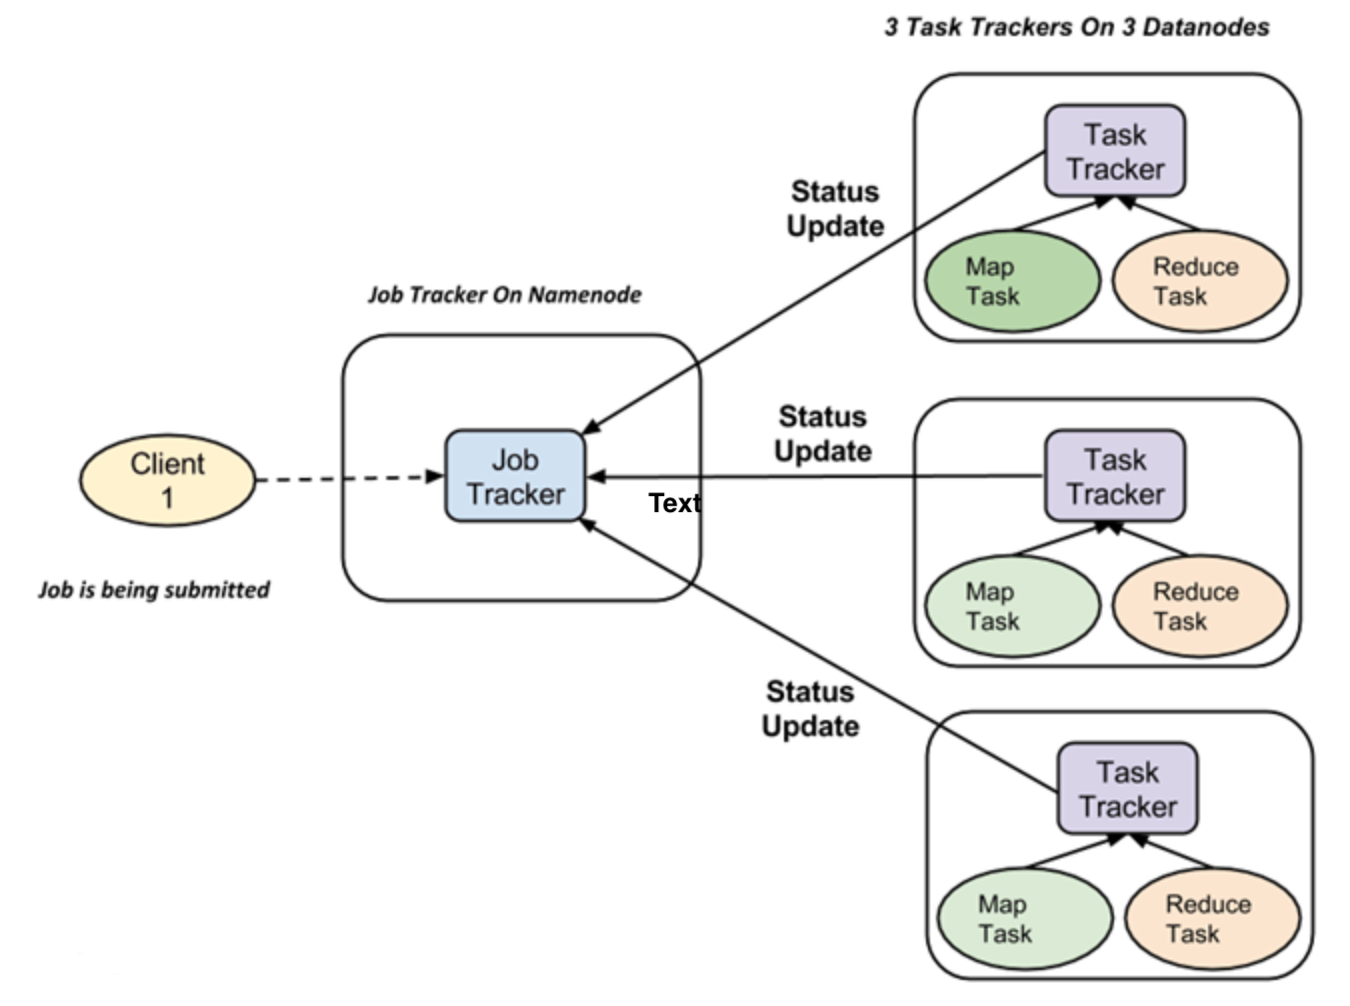 3 Task Trackers On 3 Datanodes
Task
Tracker
Status
Update
Map
Task
Reduce
Task
Job Tracker On Namenode
Status
Update
Task
Tracker
Client
1
Job
Tracker
Text
Map
Task
Reduce
Task
Job is being submitted
Status
Update
Task
Tracker
Map
Task
Reduce
Task